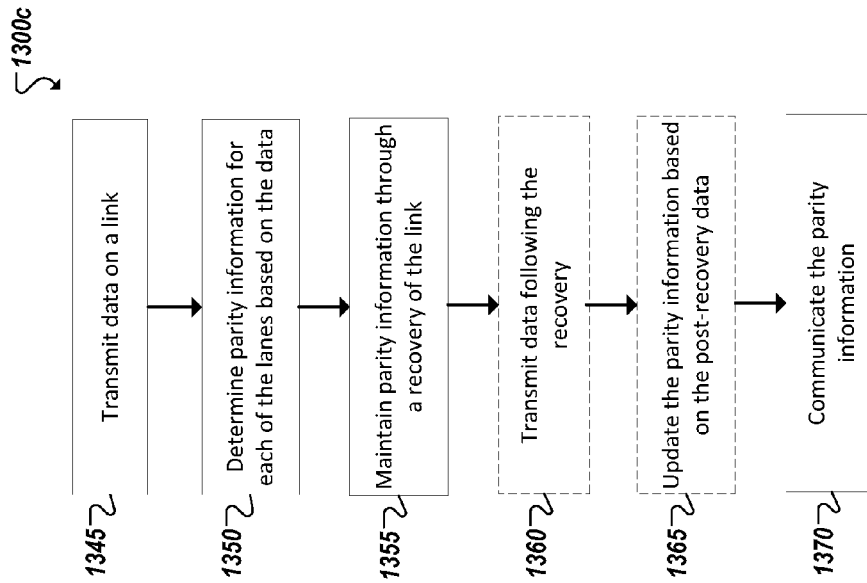 1300c
1345
Transmit data on a link
1350
Determine parity information for
each of the lanes based on the data
1355
Maintain parity information through
a recovery of the link
1360
Transmit data following the
recovery
1365
Update the parity information based
on the post-recovery data
1370
Communicate the parity
information